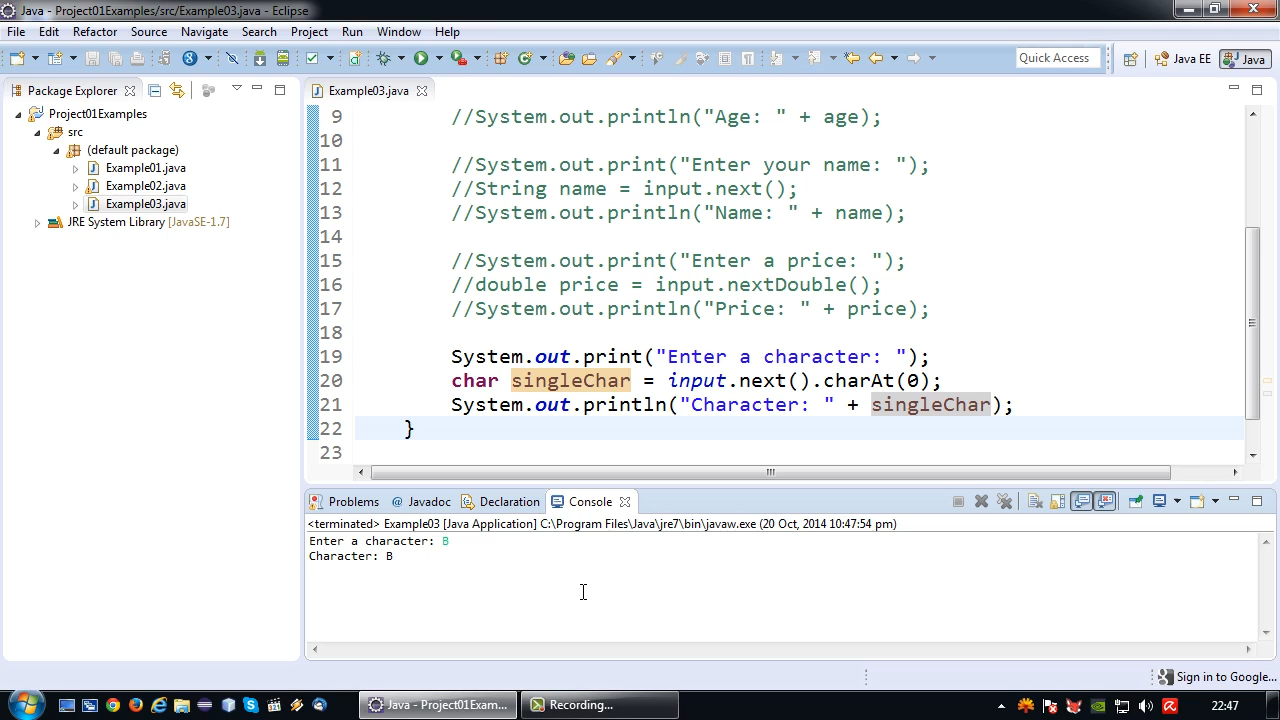 Java - Project01Examples/src/Example03.java - Eclipse
File Edit Refactor Source Navigate Search Project Run Window Help
Quick Access
Java EE
Java
Package Explorer
Project01Examples
src
(default package)
Example01.java
Example02.java
Example03.java
JRE System Library [JavaSE-1.7]
Example03.java
9 //System.out.println("Age: " + age);
10
11 //System.out.print("Enter your name: ");
12 //String name = input.next();
13 //System.out.println("Name: " + name);
14
15 //System.out.print("Enter a price: ");
16 //double price = input.nextDouble();
17 //System.out.println("Price: " + price);
18
19 System.out.print("Enter a character: ");
20 char singleChar = input.next().charAt(0);
21 System.out.println("Character: " + singleChar);
22 }
23
Problems @ Javadoc Declaration Console
<terminated> Example03 [Java Application] C:\Program Files\Java\jre7\bin\javaw.exe (20 Oct, 2014 10:47:54 pm)
Enter a character: B
Character: B
Sign in to Google...
Java - Project01Exam...
Recording...
22:47